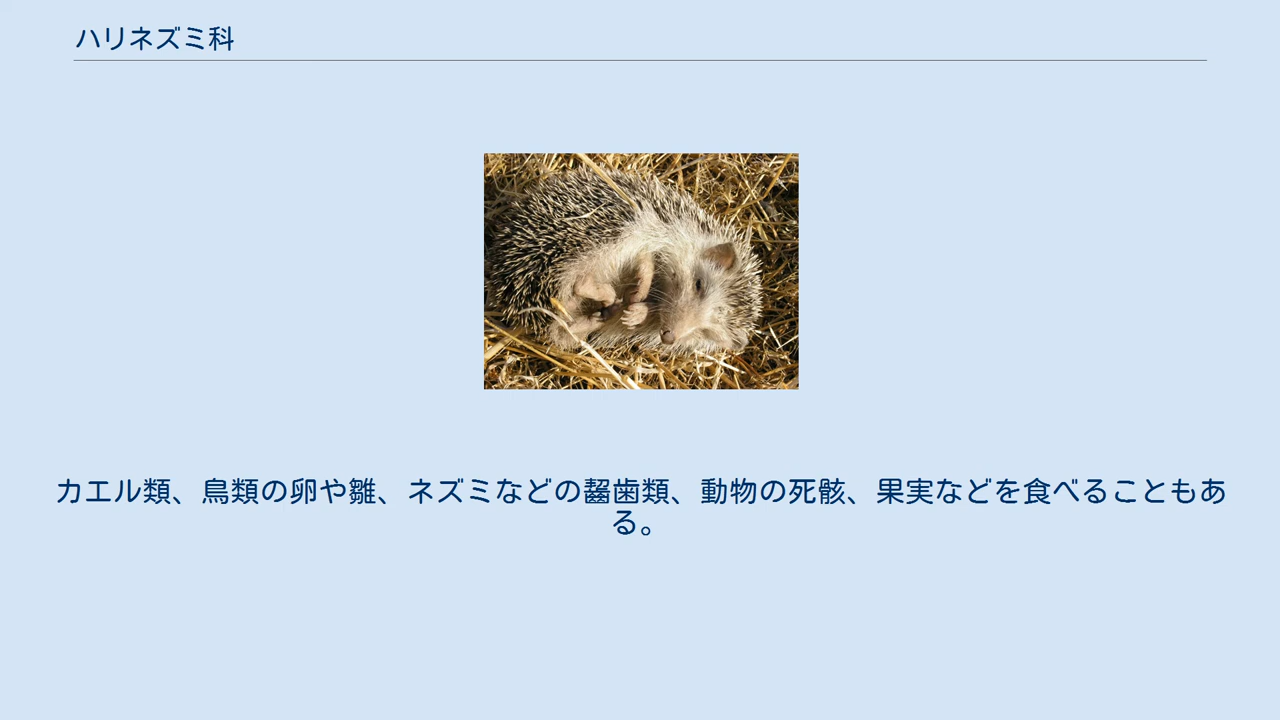 ハリネズミ科
カエル類、鳥類の卵や雛、ネズミなどの齧歯類、動物の死骸、果実などを食べることもあ
る。